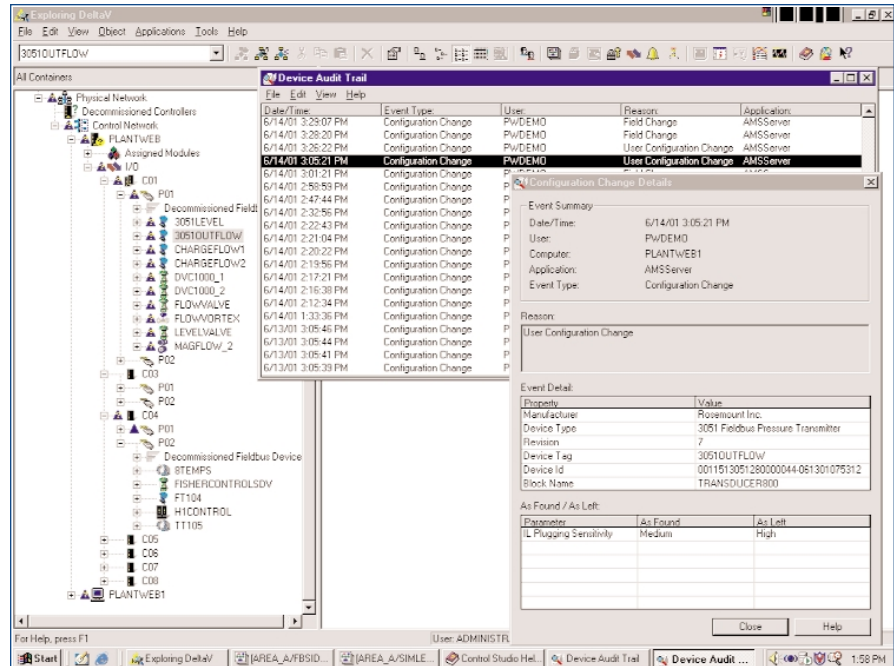 Exploring DeltaV
File Edit View Object Applications Tools Help
3051OUTFLOW
All Containers
Physical Network
Decommissioned Controllers
Control Network
PLANTWEB
Assigned Modules
I/O
C01
P01
Decommissioned Fieldb
3051LEVEL
3051OUTFLOW
CHARGEFLOW1
CHARGEFLOW2
DVC1000_1
DVC1000_2
FLOWVALVE
FLOWVORTEX
LEVELVALVE
MAGFLOW_2
P02
C03
P01
P02
C04
P01
P02
Decommissioned Fieldbus Device
8TEMPS
FISHERCONTROLSDV
FT104
H1CONTROL
TT105
C05
C06
C07
C08
PLANTWEB1
Device Audit Trail
File Edit View Help
Date/Time: Event Type: User: Reason: Application:
6/14/01 3:29:07 PM Configuration Change PWDEMO Field Change AMSServer
6/14/01 3:28:20 PM Configuration Change PWDEMO Field Change AMSServer
6/14/01 3:26:22 PM Configuration Change PWDEMO User Configuration Change AMSServer
6/14/01 3:05:21 PM Configuration Change PWDEMO User Configuration Change AMSServer
6/14/01 3:01:21 PM Configuration Change
6/14/01 2:58:59 PM Configuration Change P
6/14/01 2:47:44 PM Configuration Change P
6/14/01 2:32:56 PM Configuration Change P
6/14/01 2:22:43 PM Configuration Change P
6/14/01 2:21:04 PM Configuration Change P
6/14/01 2:20:22 PM Configuration Change P
6/14/01 2:19:56 PM Configuration Change P
6/14/01 2:17:21 PM Configuration Change P
6/14/01 2:16:38 PM Configuration Change P
6/14/01 2:12:34 PM Configuration Change P
6/14/01 1:33:36 PM Configuration Change P
6/13/01 3:05:46 PM Configuration Change P
6/13/01 3:05:44 PM Configuration Change P
6/13/01 3:05:41 PM Configuration Change P
6/13/01 3:05:39 PM Configuration Change P
Configuration Change Details
Event Summary
Date/Time: 6/14/01 3:05:21 PM
User: PWDEMO
Computer: PLANTWEB1
Application: AMSServer
Event Type: Configuration Change
Reason:
User Configuration Change
Event Detail:
Property Value
Manufacturer Rosemount Inc.
Device Type 3051 Fieldbus Pressure Transmitter
Revision 7
Device Tag 3051OUTFLOW
Device Id 0011513051280000044-061301075312
Block Name TRANSDUCER800
As Found / As Left:
Parameter As Found As Left
IL Plugging Sensitivity Medium High
Close Help
For Help, press F1
User: ADMINISTR
Start Exploring DeltaV [AREA_A/FBSID... [AREA_A/SIMLE... Control Studio Hel... Device Audit Trail Device Audit ... 1:58 PM